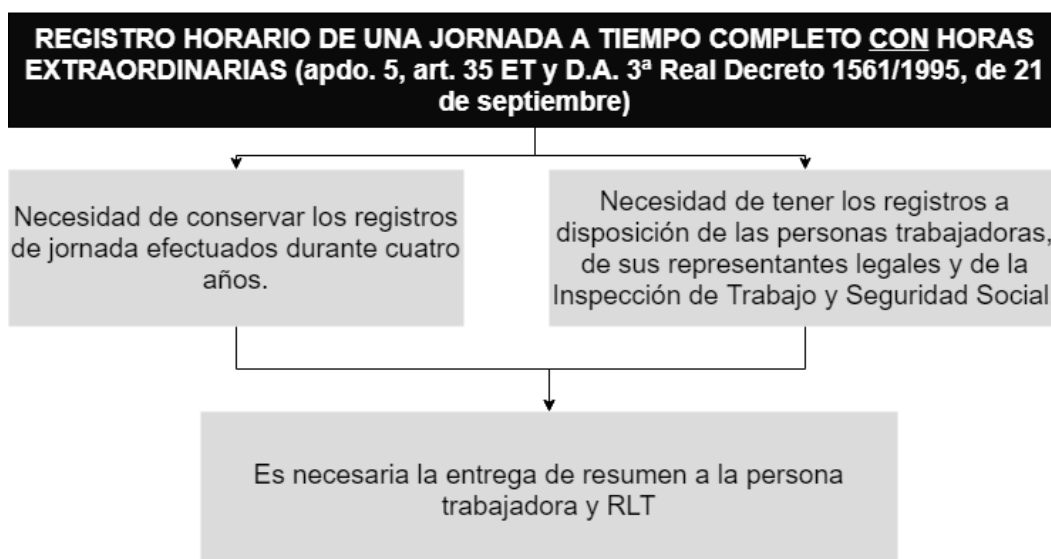 REGISTRO HORARIO DE UNA JORNADA A TIEMPO COMPLETO CON HORAS
EXTRAORDINARIAS (apdo. 5, art. 35 ET y D.A. 3ª Real Decreto 1561/1995, de 21
de septiembre)
Necesidad de conservar los registros
de jornada efectuados durante cuatro
años.
Necesidad de tener los registros a
disposición de las personas trabajadoras,
de sus representantes legales y de la
Inspección de Trabajo y Seguridad Social
Es necesaria la entrega de resumen a la persona
trabajadora y RLT